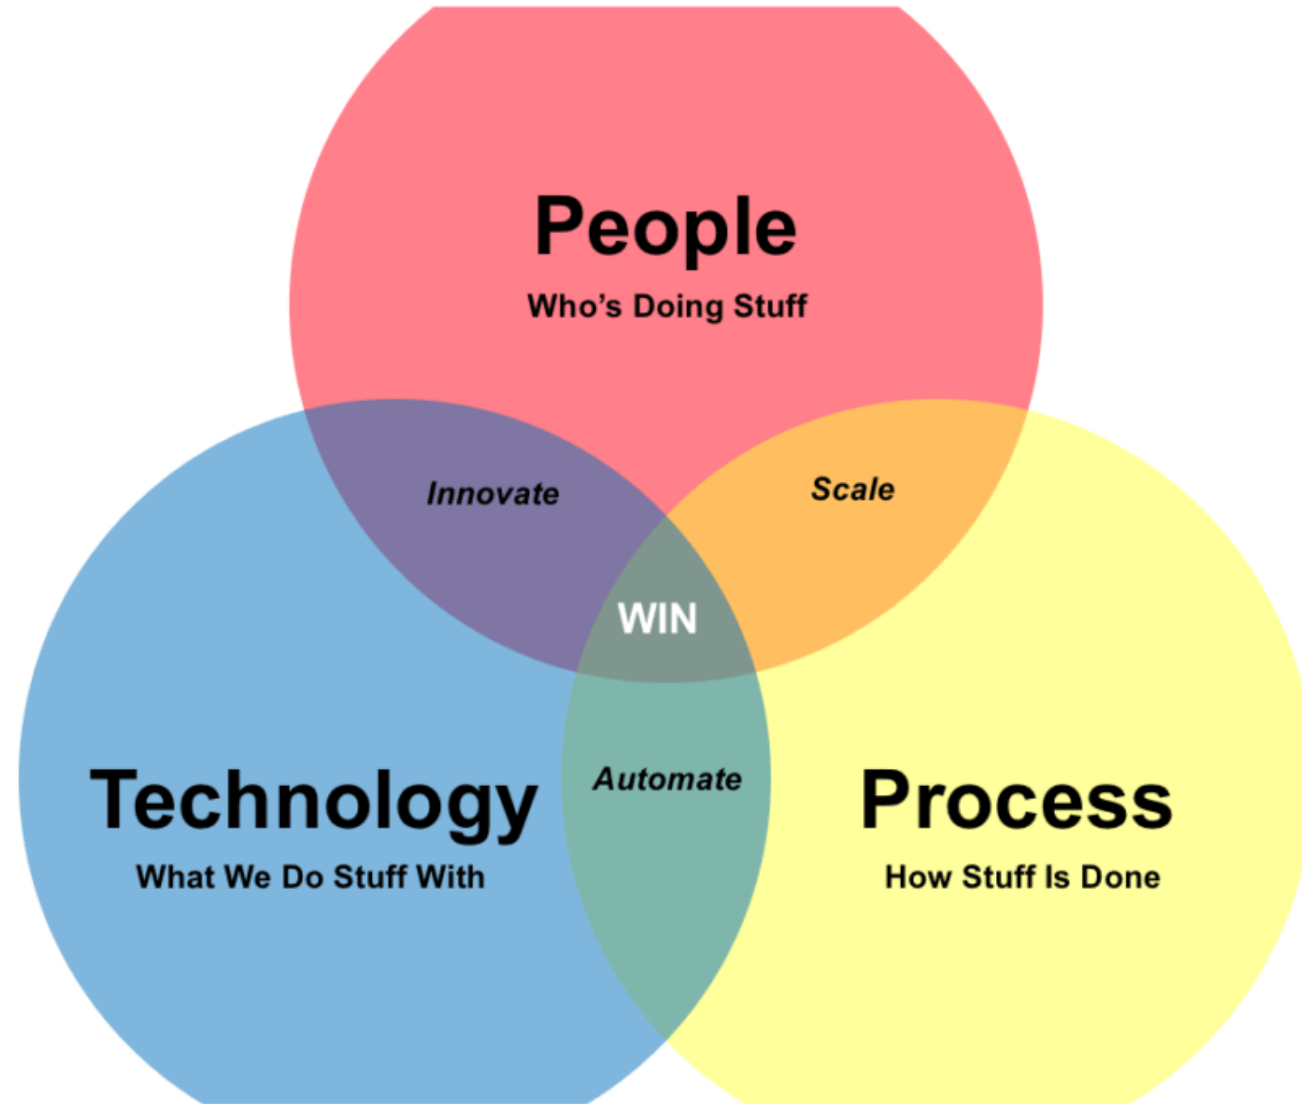 People
Who’s Doing Stuff
Innovate
Scale
WIN
Automate
Technology
What We Do Stuff With
Process
How Stuff Is Done